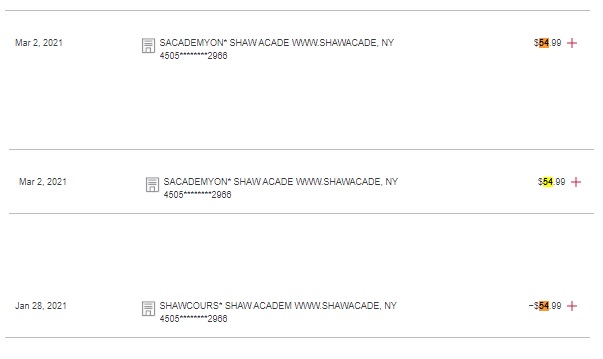 Mar 2, 2021 SACADEMYON* SHAW ACADE WWW.SHAWACADE, NY $54.99 +
4505********2966
Mar 2, 2021 SACADEMYON* SHAW ACADE WWW.SHAWACADE, NY $54.99 +
4505********2966
Jan 28, 2021 SHAWCOURS* SHAW ACADEM WWW.SHAWACADE, NY −$54.99 +
4505********2966